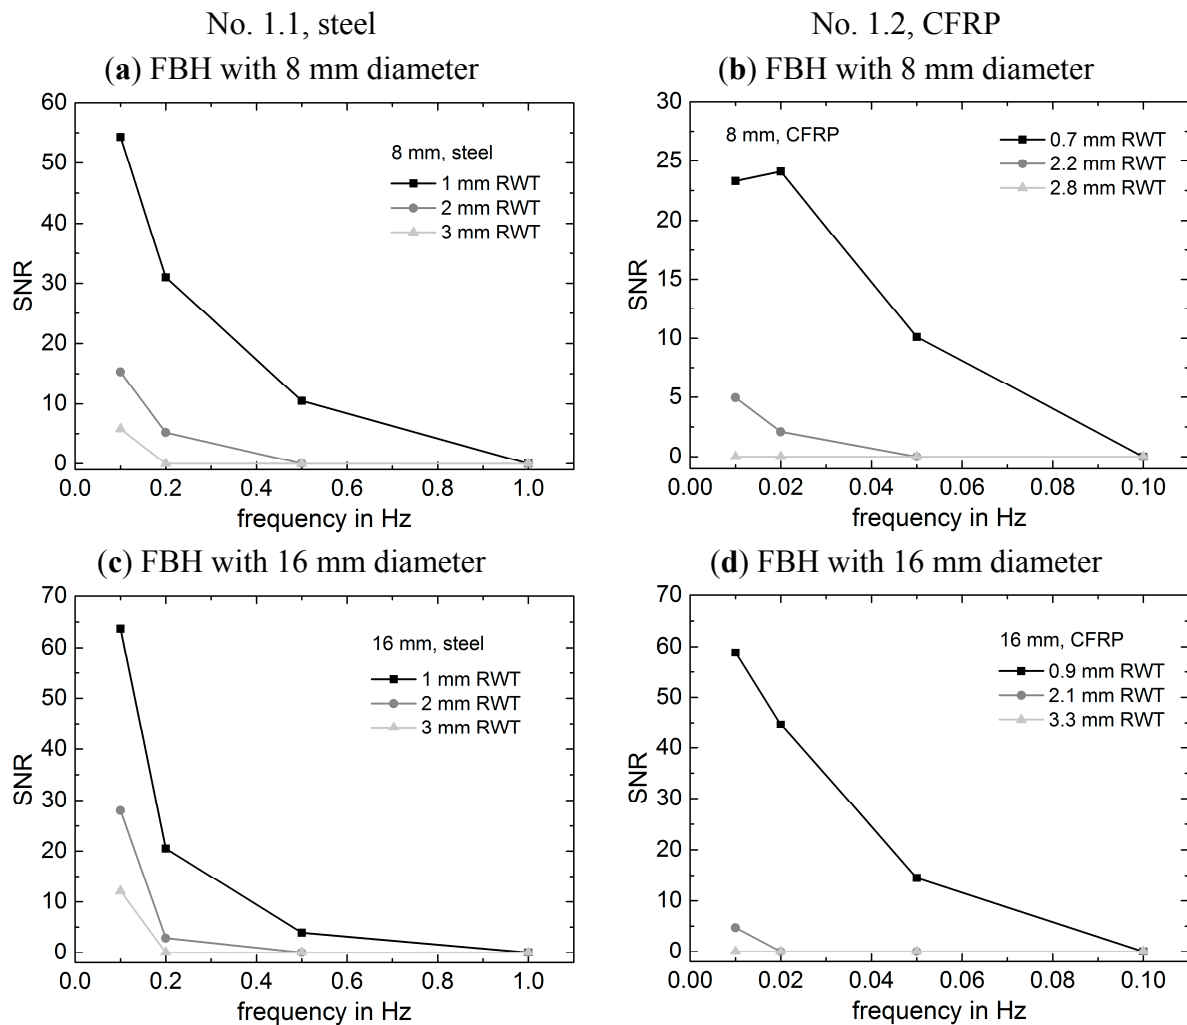 No. 1.1, steel
No. 1.2, CFRP
(a) FBH with 8 mm diameter
(b) FBH with 8 mm diameter
60
50
40
30
20
10
0
SNR
8 mm, steel
1 mm RWT
2 mm RWT
3 mm RWT
0.0 0.2 0.4 0.6 0.8 1.0
frequency in Hz
30
25
20
15
10
5
0
SNR
8 mm, CFRP
0.7 mm RWT
2.2 mm RWT
2.8 mm RWT
0.00 0.02 0.04 0.06 0.08 0.10
frequency in Hz
(c) FBH with 16 mm diameter
(d) FBH with 16 mm diameter
70
60
50
40
30
20
10
0
SNR
16 mm, steel
1 mm RWT
2 mm RWT
3 mm RWT
0.0 0.2 0.4 0.6 0.8 1.0
frequency in Hz
70
60
50
40
30
20
10
0
SNR
16 mm, CFRP
0.9 mm RWT
2.1 mm RWT
3.3 mm RWT
0.00 0.02 0.04 0.06 0.08 0.10
frequency in Hz